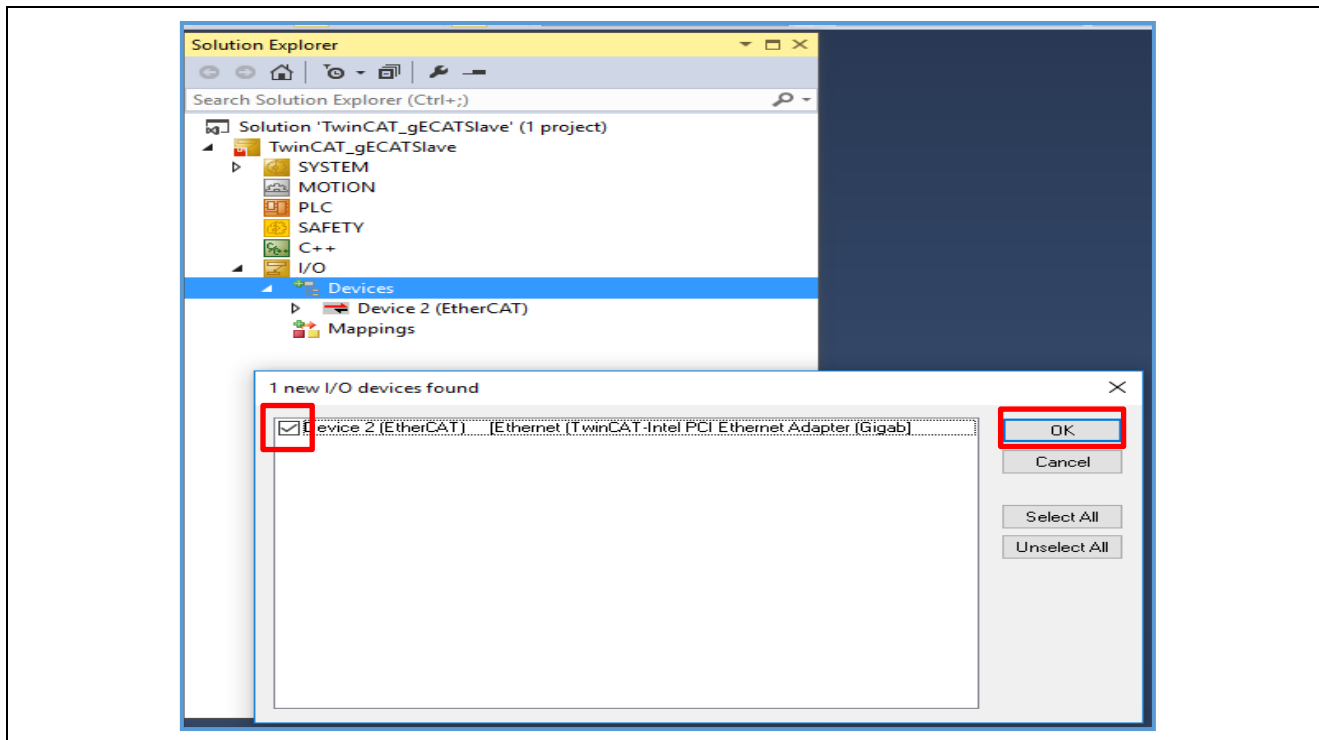 Solution Explorer
Search Solution Explorer (Ctrl+;)
Solution 'TwinCAT_gECATSlave' (1 project)
TwinCAT_gECATSlave
SYSTEM
MOTION
PLC
SAFETY
C++
I/O
Devices
Device 2 (EtherCAT)
Mappings
1 new I/O devices found
Device 2 (EtherCAT) [Ethernet (TwinCAT-Intel PCI Ethernet Adapter (Gigab]
OK
Cancel
Select All
Unselect All